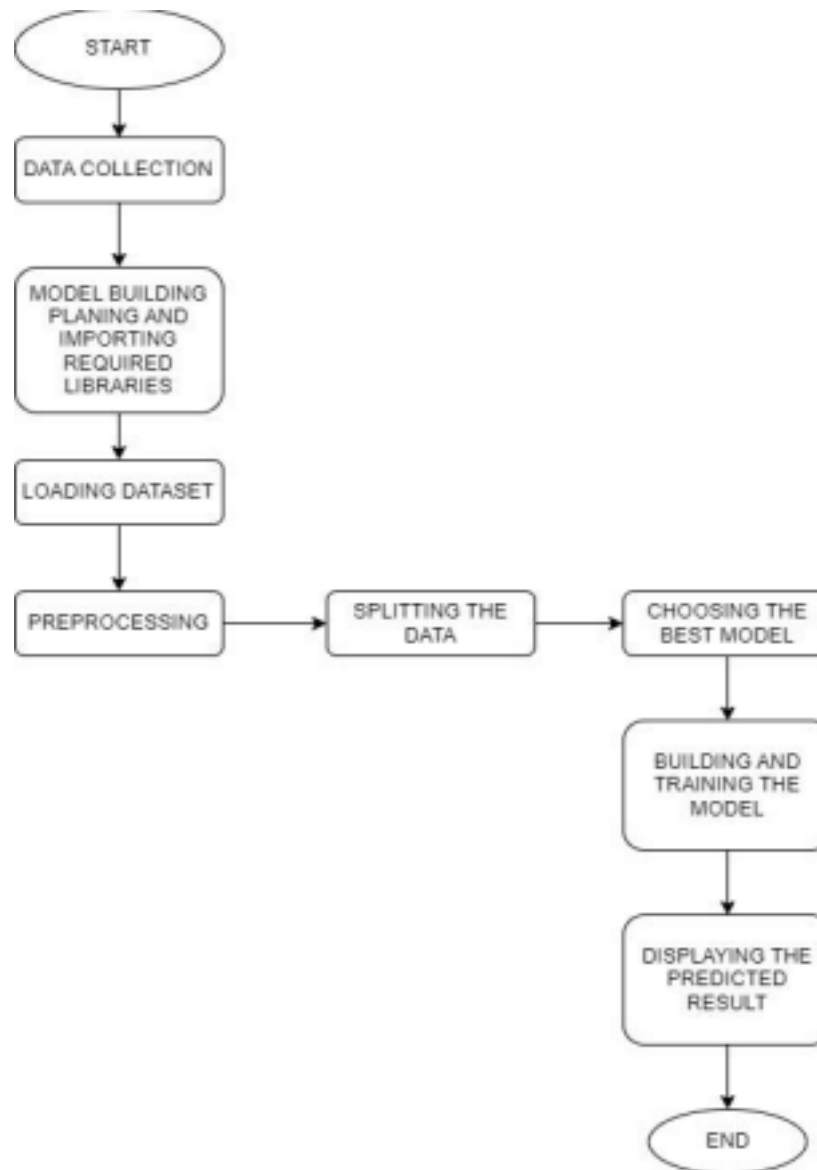 START
DATA COLLECTION
MODEL BUILDING
PLANING AND
IMPORTING
REQUIRED
LIBRARIES
LOADING DATASET
PREPROCESSING
SPLITTING THE
DATA
CHOOSING THE
BEST MODEL
BUILDING AND
TRAINING THE
MODEL
DISPLAYING THE
PREDICTED
RESULT
END